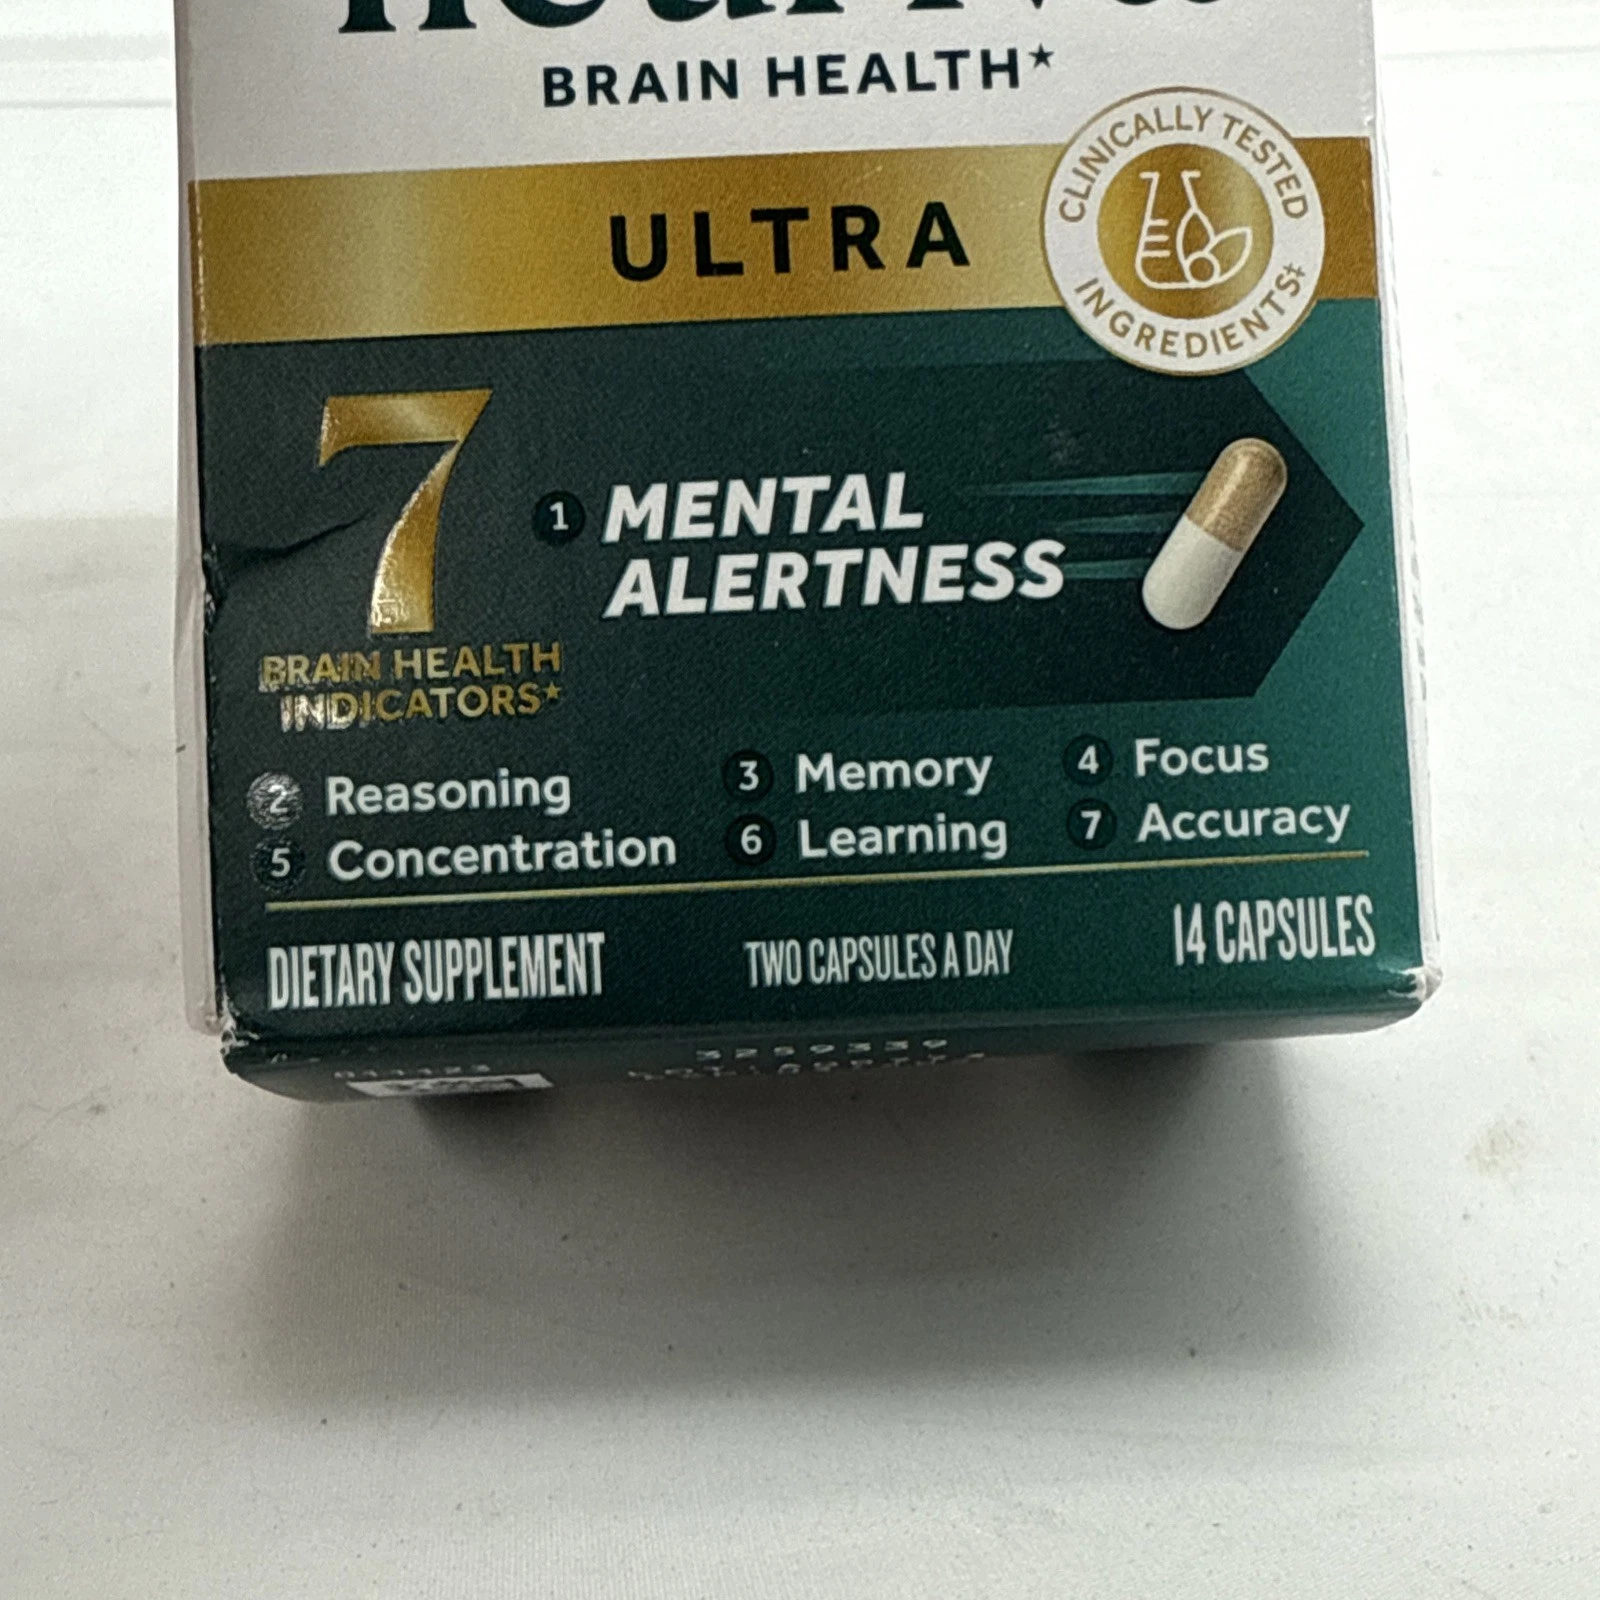 BRAIN HEALTH★
ULTRA
CLINICALLY TESTED
INGREDIENTS‡
7
BRAIN HEALTH
INDICATORS★
1 MENTAL
ALERTNESS
2 Reasoning 3 Memory 4 Focus
5 Concentration 6 Learning 7 Accuracy
DIETARY SUPPLEMENT TWO CAPSULES A DAY 14 CAPSULES
3259339